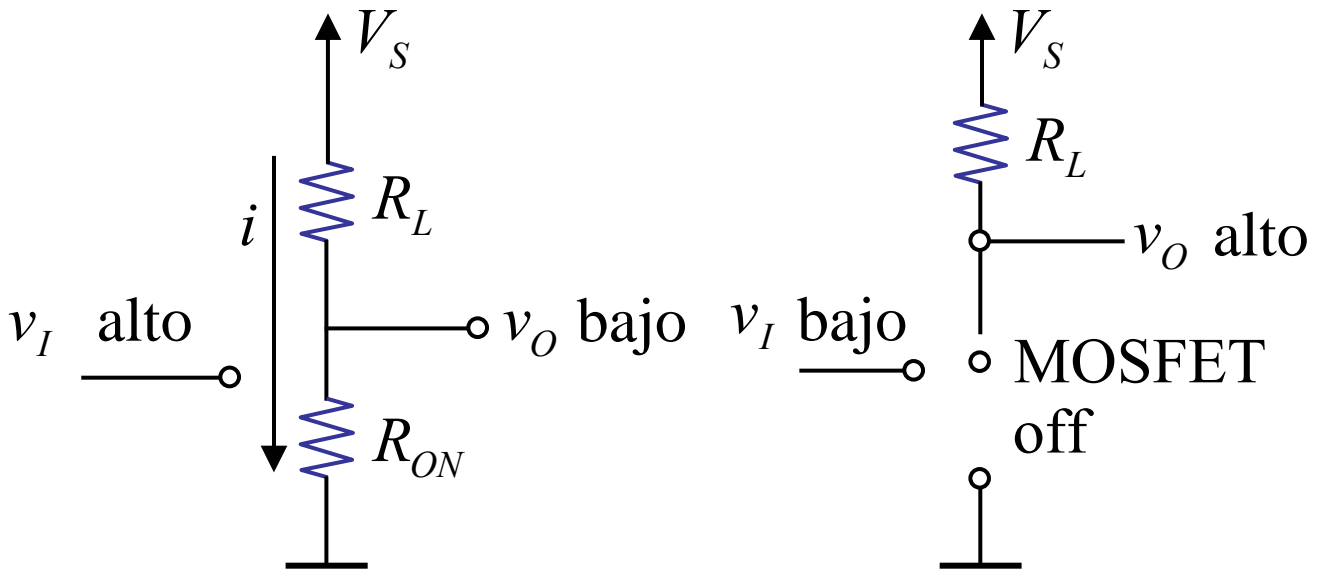 V_S
R_L
i
v_I alto
v_O bajo
R_ON
V_S
R_L
v_O alto
v_I bajo
MOSFET
off